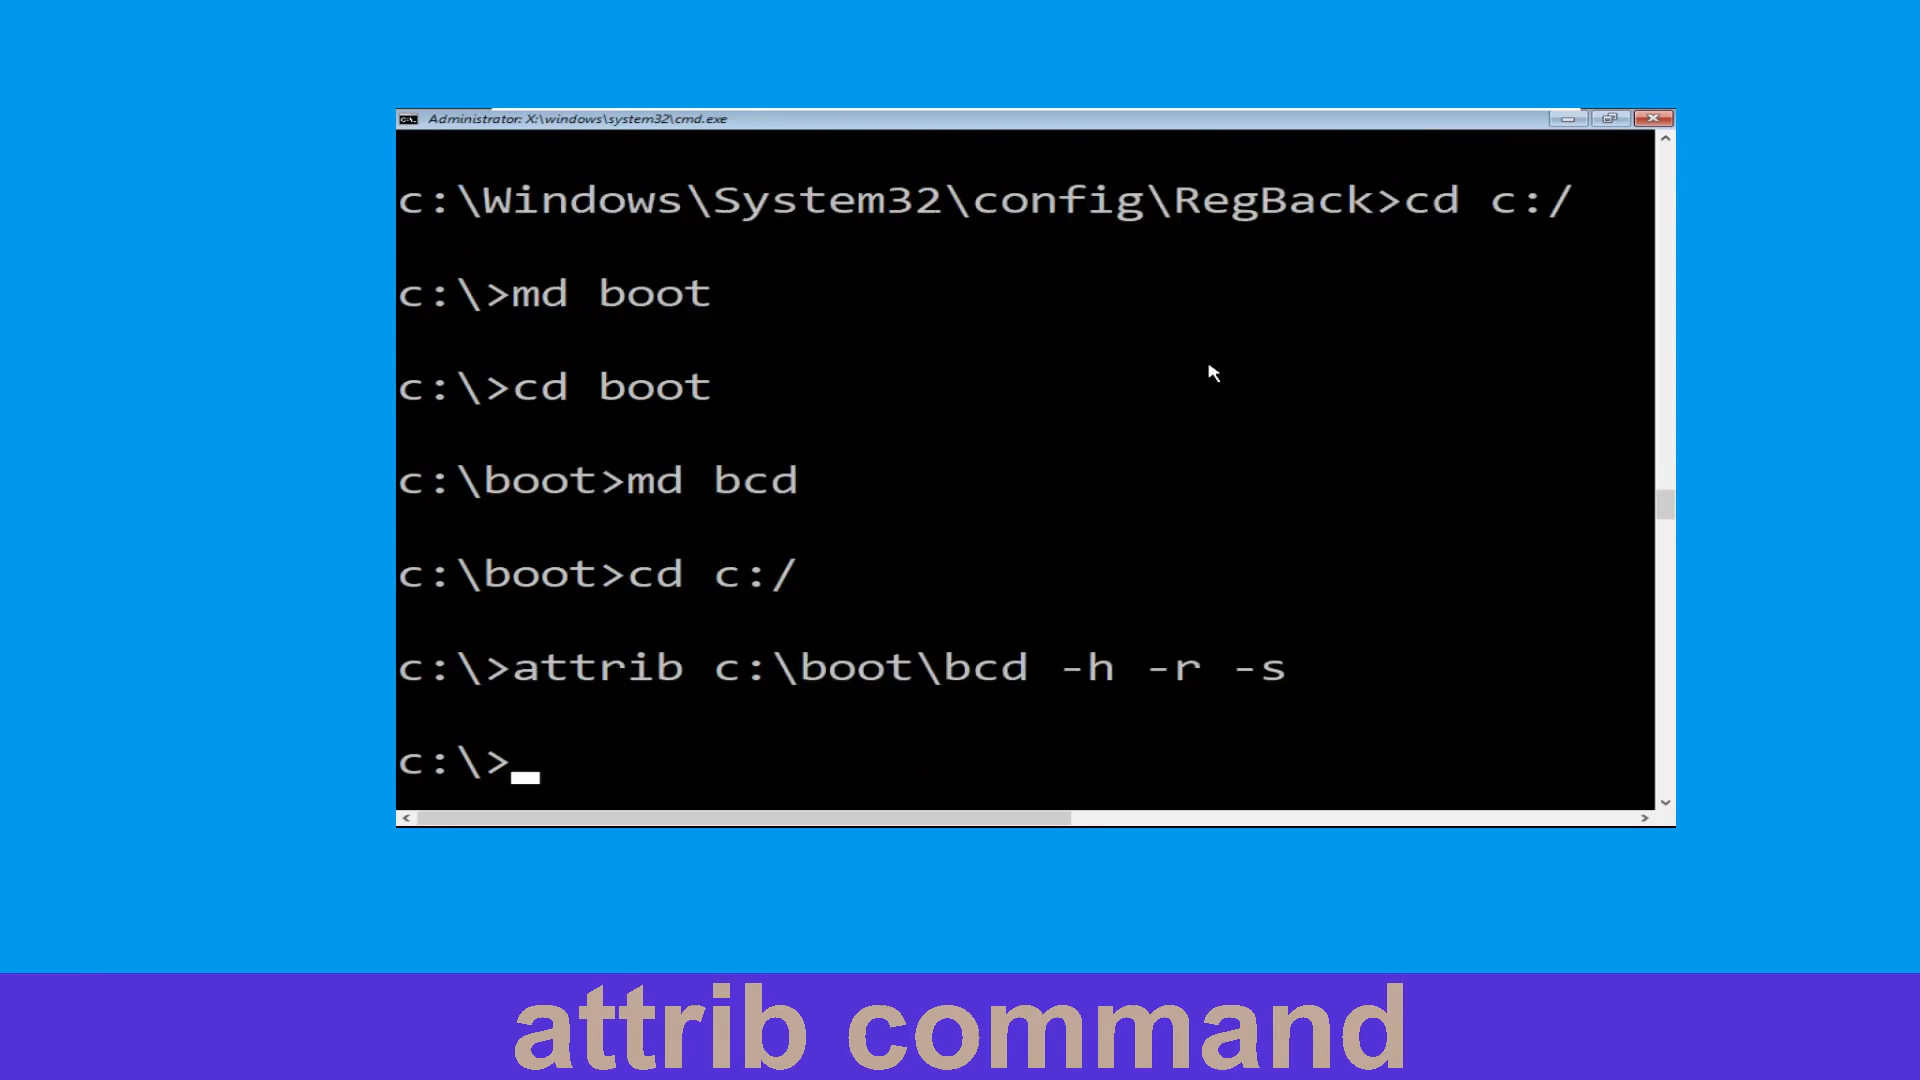 Administrator: X:\windows\system32\cmd.exe
c:\Windows\System32\config\RegBack>cd c:/
c:\>md boot
c:\>cd boot
c:\boot>md bcd
c:\boot>cd c:/
c:\>attrib c:\boot\bcd -h -r -s
c:\>
attrib command